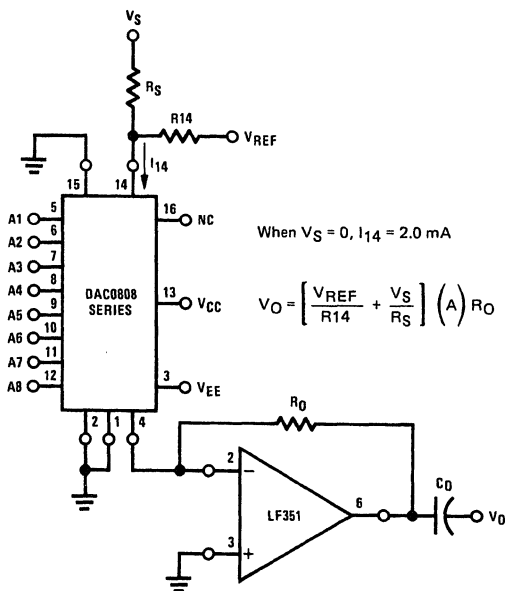 VS
RS
R14
VREF
I14
15
14
5
A1
16
NC
6
A2
7
A3
8
A4
DAC0808
SERIES
13
VCC
9
A5
10
A6
11
A7
12
A8
3
VEE
2
1
4
When VS = 0, I14 = 2.0 mA
VO = [VREF/R14 + VS/RS] (A) RO
RO
2
−
LF351
6
CO
VO
3
+